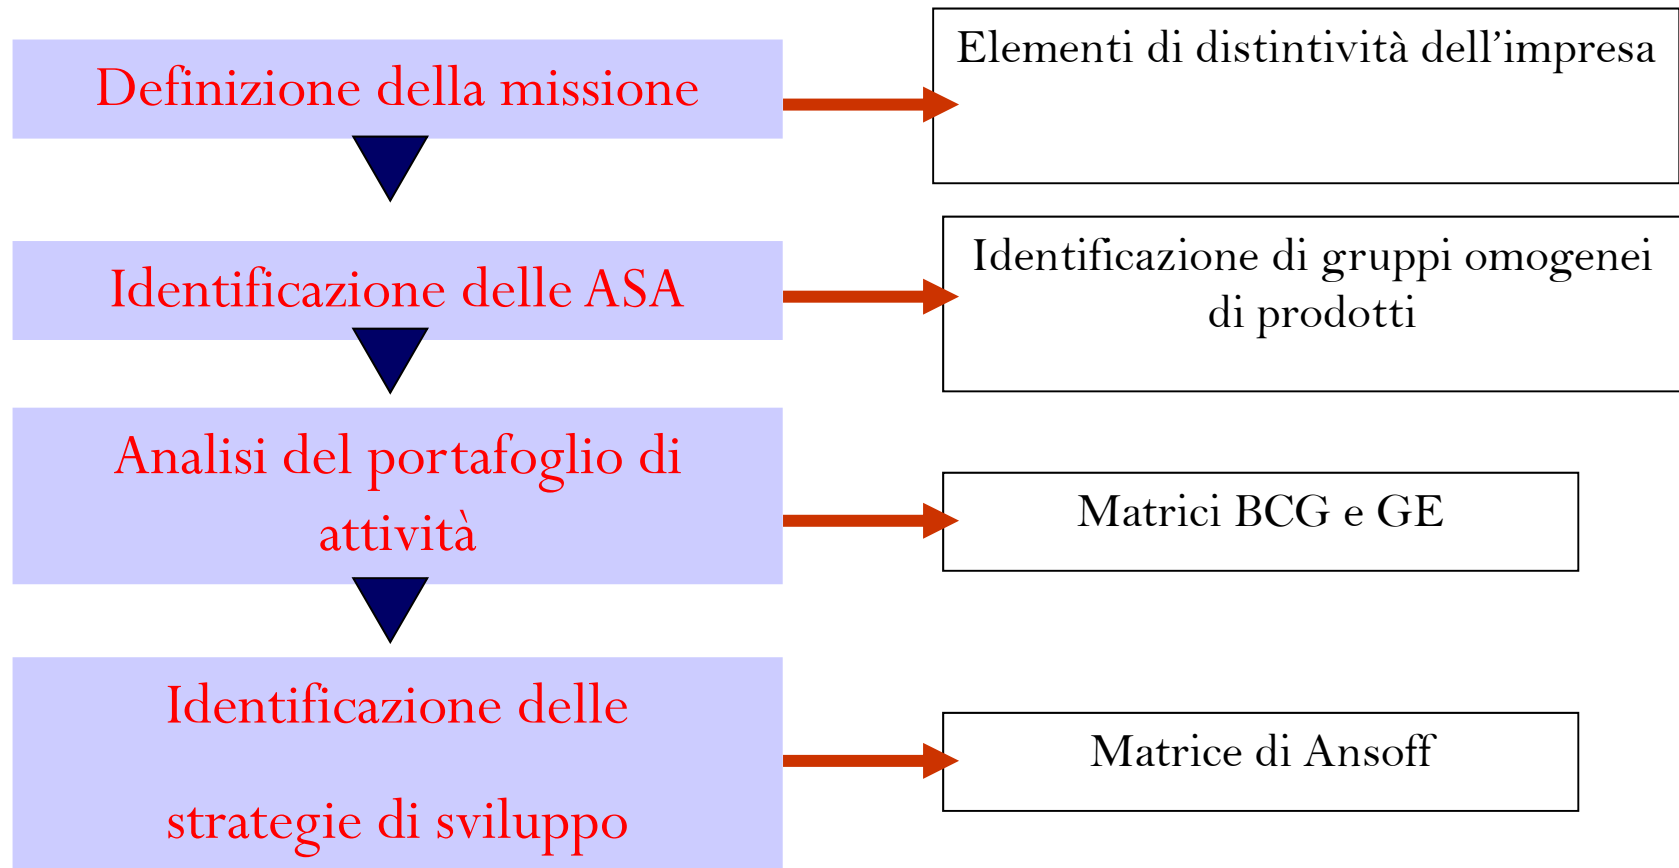 Definizione della missione
Elementi di distintività dell’impresa
Identificazione delle ASA
Identificazione di gruppi omogenei
di prodotti
Analisi del portafoglio di
attività
Matrici BCG e GE
Identificazione delle
strategie di sviluppo
Matrice di Ansoff